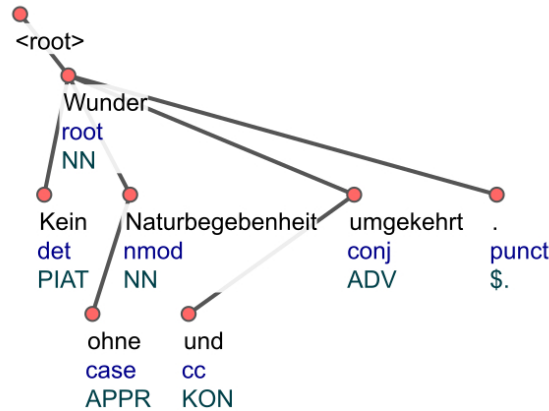 <root>
Wunder
root
NN
Kein Naturbegebenheit umgekehrt .
det nmod conj punct
PIAT NN ADV $.
ohne und
case cc
APPR KON